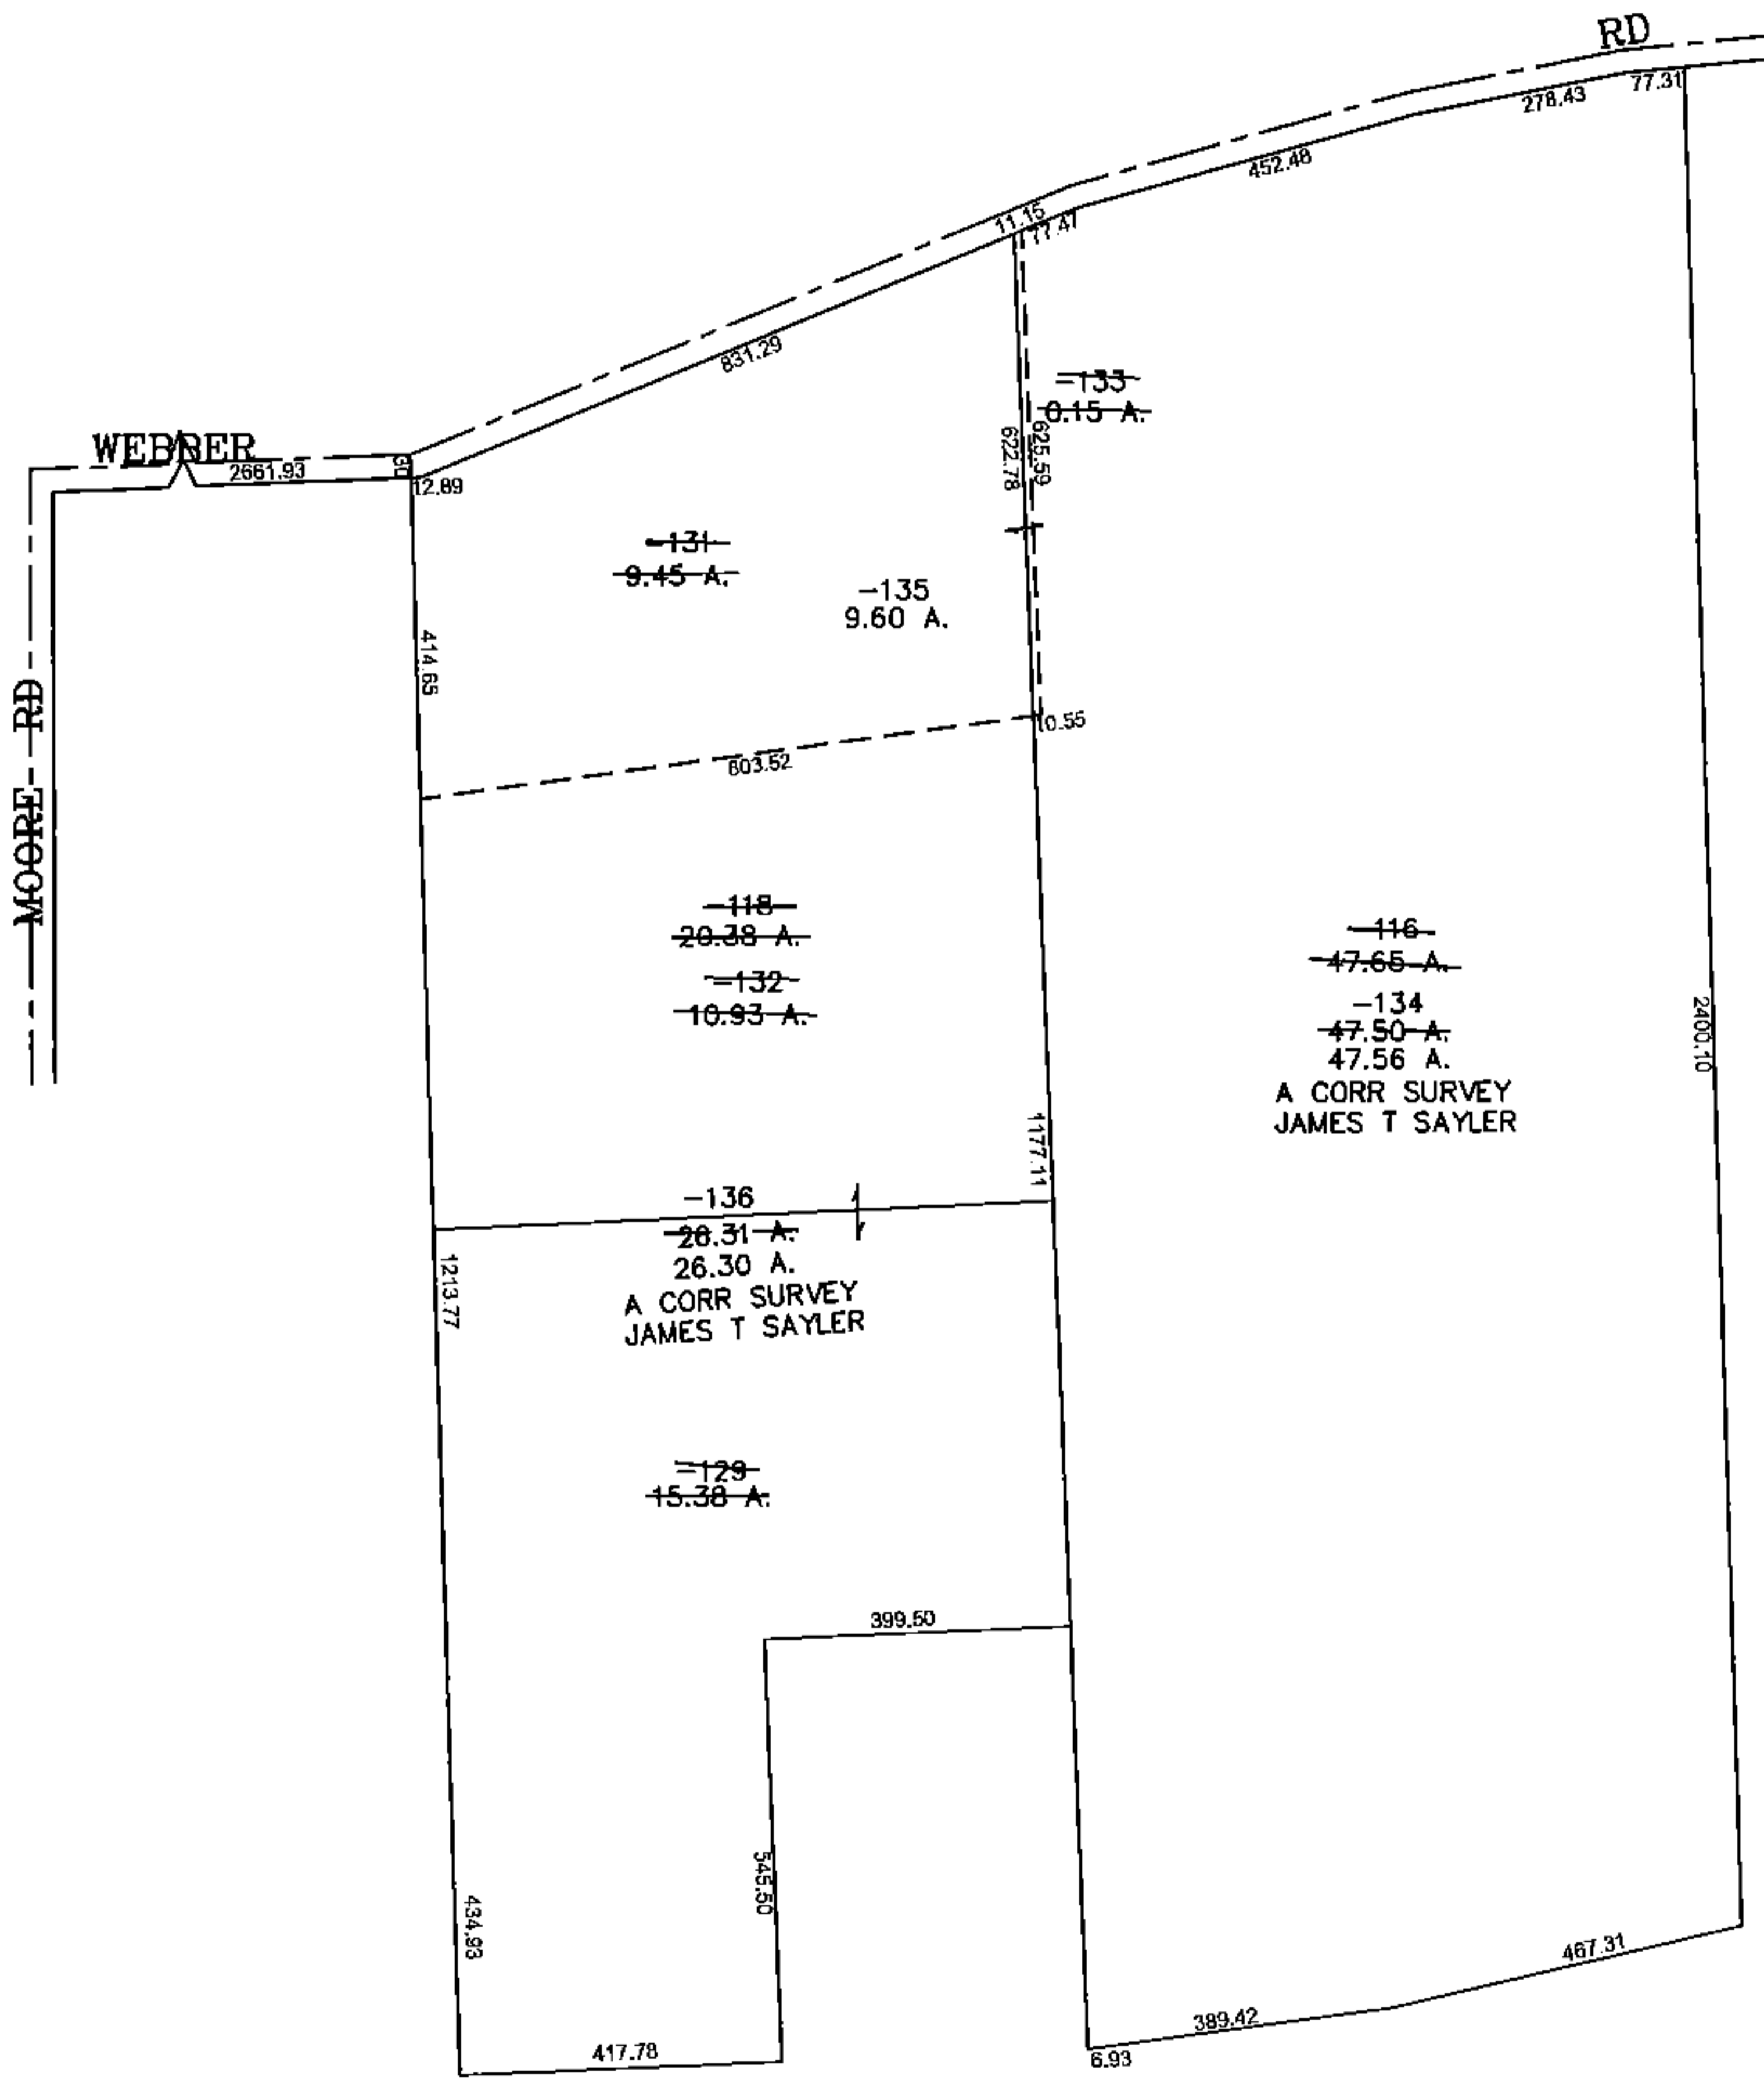 RD
77.31
278.43
452.48
11.15
77.47
831.29
WEBBER
2661.93
30
12.89
-133
0.15 A.
622.78
625.59
-131
9.45 A.
-135
9.60 A.
414.65
MOORE RD
10.55
603.52
-118
20.38 A.
-132
10.93 A.
-116
47.65 A.
-134
47.50 A.
47.56 A.
A CORR SURVEY
JAMES T SAYLER
2400.10
1177.11
-136
26.31 A.
26.30 A.
A CORR SURVEY
JAMES T SAYLER
1213.77
-129
15.38 A.
399.50
545.50
434.93
467.31
389.42
6.93
417.78